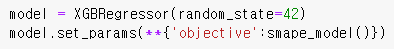 model = XGBRegressor(random_state=42)
model.set_params(**{'objective':smape_model()})